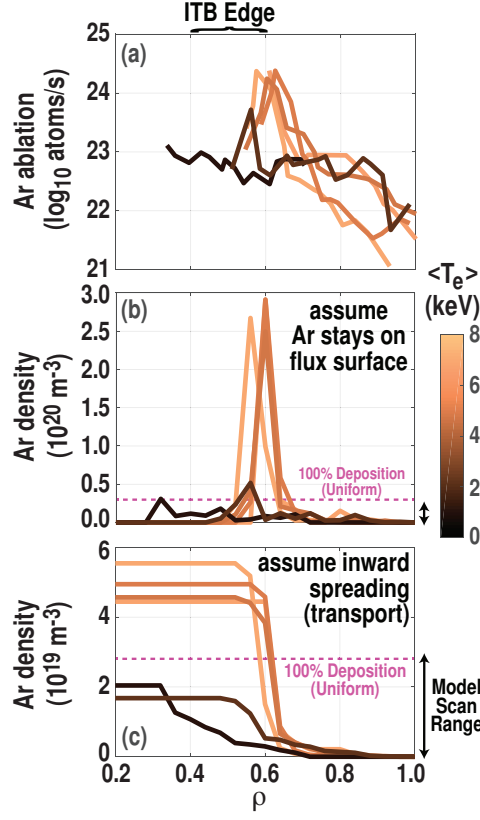 ITB Edge
(a)
25
24
23
22
21
Ar ablation
(log10 atoms/s)
<Te>
(keV)
8
6
4
2
0
(b)
assume
Ar stays on
flux surface
3.0
2.5
2.0
1.5
1.0
0.5
0.0
Ar density
(10^20 m^-3)
100% Deposition
(Uniform)
assume inward
spreading
(transport)
6
4
2
0
Ar density
(10^19 m^-3)
100% Deposition
(Uniform)
Model
Scan
Range
(c)
0.2
0.4
0.6
0.8
1.0
ρ